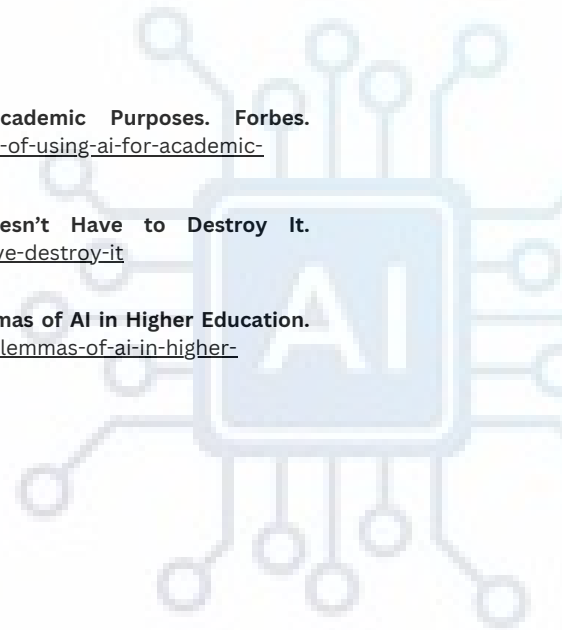 cademic Purposes. Forbes.
-of-using-ai-for-academic-
esn’t Have to Destroy It.
ve-destroy-it
mas of AI in Higher Education.
lemmas-of-ai-in-higher-
AI